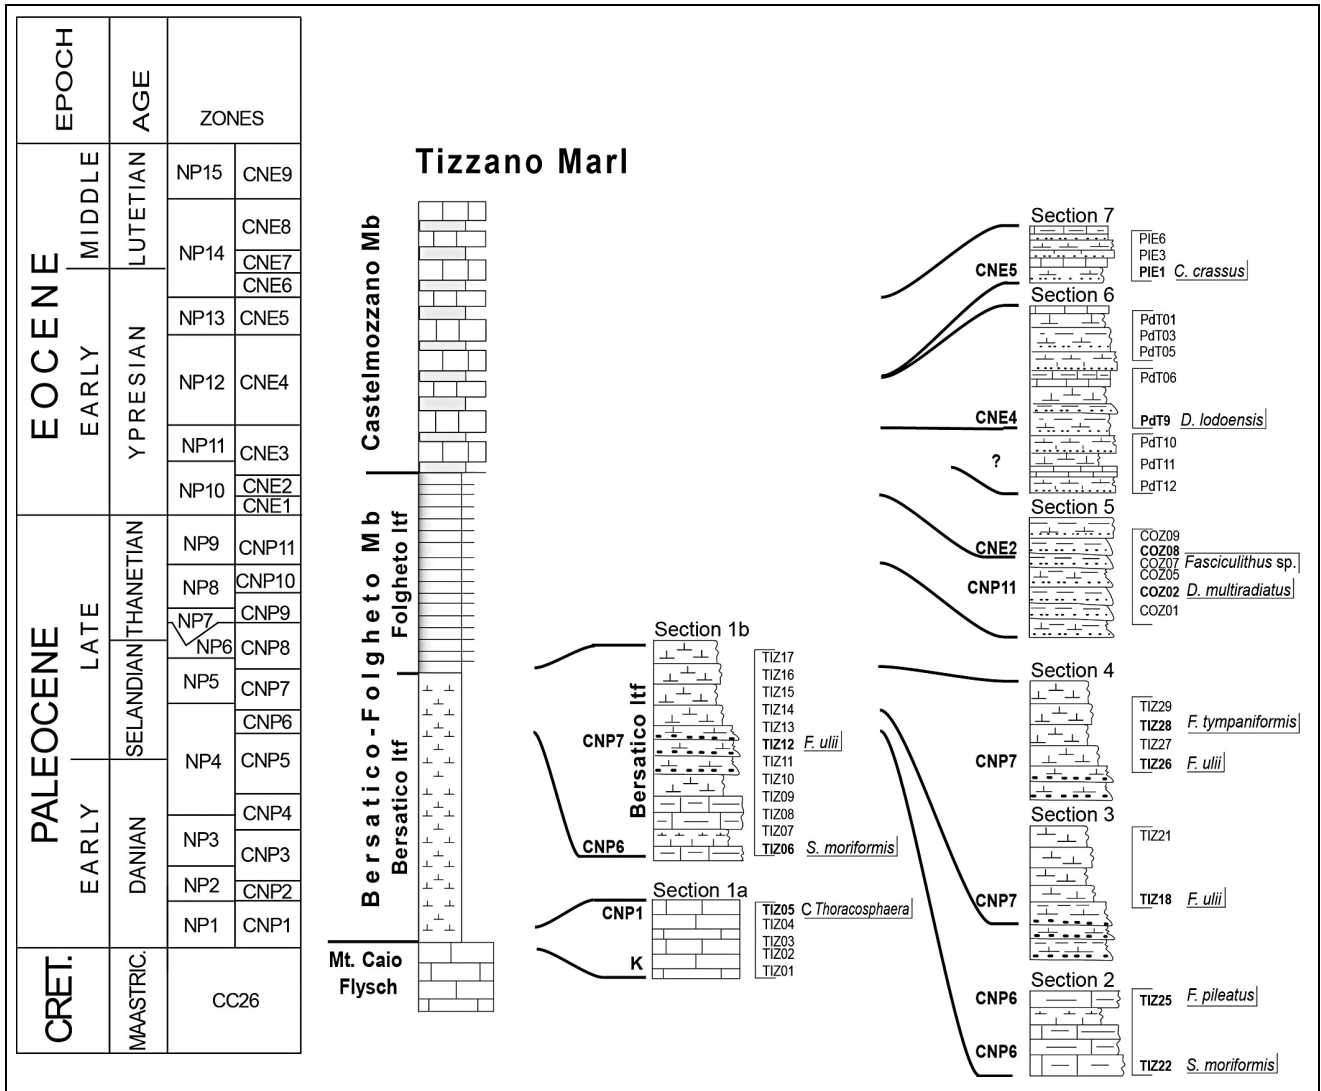 EPOCH
AGE
ZONES
EOCENE
MIDDLE
EARLY
LUTETIAN
YPRESIAN
NP15
CNE9
NP14
CNE8
CNE7
CNE6
NP13
CNE5
NP12
CNE4
NP11
CNE3
NP10
CNE2
CNE1
PALEOCENE
LATE
EARLY
THANETIAN
SELANDIAN
DANIAN
NP9
CNP11
NP8
CNP10
NP7
CNP9
NP6
CNP8
NP5
CNP7
CNP6
NP4
CNP5
CNP4
NP3
CNP3
NP2
CNP2
NP1
CNP1
CRET.
MAASTRIC.
CC26
Tizzano Marl
Castelmozzano Mb
Bersatico-Folgheto Mb
Folgheto ltf
Bersatico ltf
Mt. Caio
Flysch
Section 1b
Bersatico ltf
CNP7
CNP6
TIZ17
TIZ16
TIZ15
TIZ14
TIZ13
TIZ12 F. ulii
TIZ11
TIZ10
TIZ09
TIZ08
TIZ07
TIZ06 S. moriformis
Section 1a
CNP1
K
TIZ05 C Thoracosphaera
TIZ04
TIZ03
TIZ02
TIZ01
Section 7
CNE5
PIE6
PIE3
PIE1 C. crassus
Section 6
CNE4
?
PdT01
PdT03
PdT05
PdT06
PdT9 D. lodoensis
PdT10
PdT11
PdT12
Section 5
CNE2
CNP11
COZ09
COZ08
COZ07 Fasciculithus sp.
COZ05
COZ02 D. multiradiatus
COZ01
Section 4
CNP7
TIZ29
TIZ28 F. tympaniformis
TIZ27
TIZ26 F. ulii
Section 3
CNP7
TIZ21
TIZ18 F. ulii
Section 2
CNP6
CNP6
TIZ25 F. pileatus
TIZ22 S. moriformis